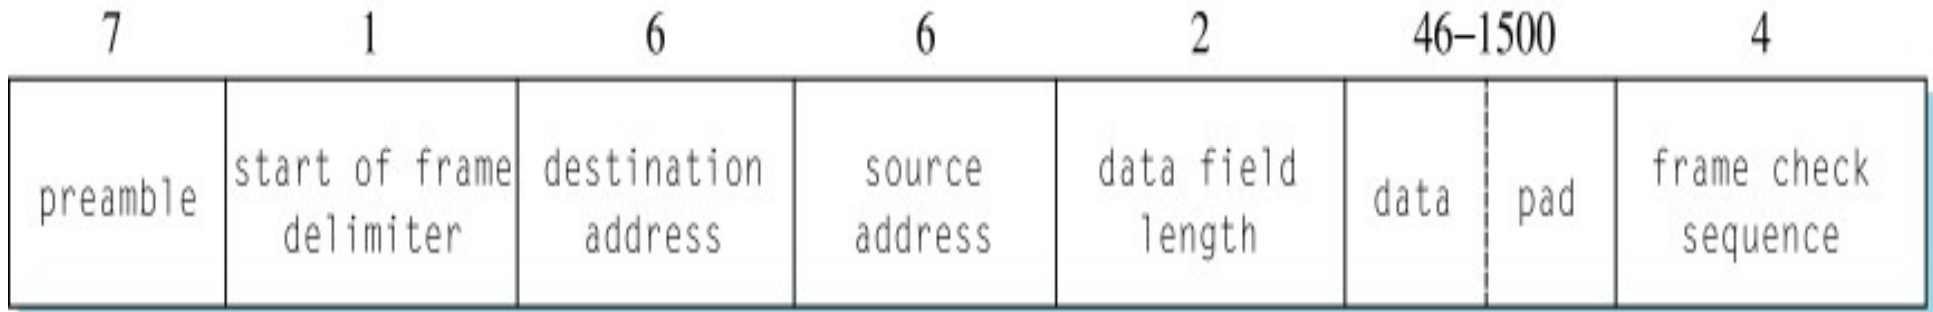 7 1 6 6 2 46–1500 4
preamble
start of frame
delimiter
destination
address
source
address
data field
length
data
pad
frame check
sequence